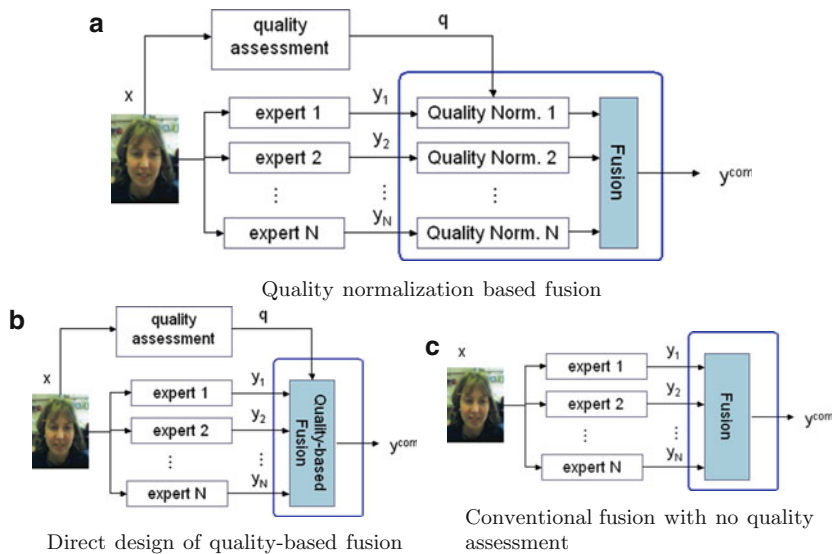 a
quality assessment
q
x
expert 1
y1
Quality Norm. 1
expert 2
y2
Quality Norm. 2
⋮
⋮
⋮
expert N
yN
Quality Norm. N
Fusion
y^com
Quality normalization based fusion
b
quality assessment
q
x
expert 1
y1
expert 2
y2
⋮
⋮
expert N
yN
Quality-based Fusion
y^com
Direct design of quality-based fusion
c
x
expert 1
y1
expert 2
y2
⋮
⋮
expert N
yN
Fusion
y^com
Conventional fusion with no quality
assessment